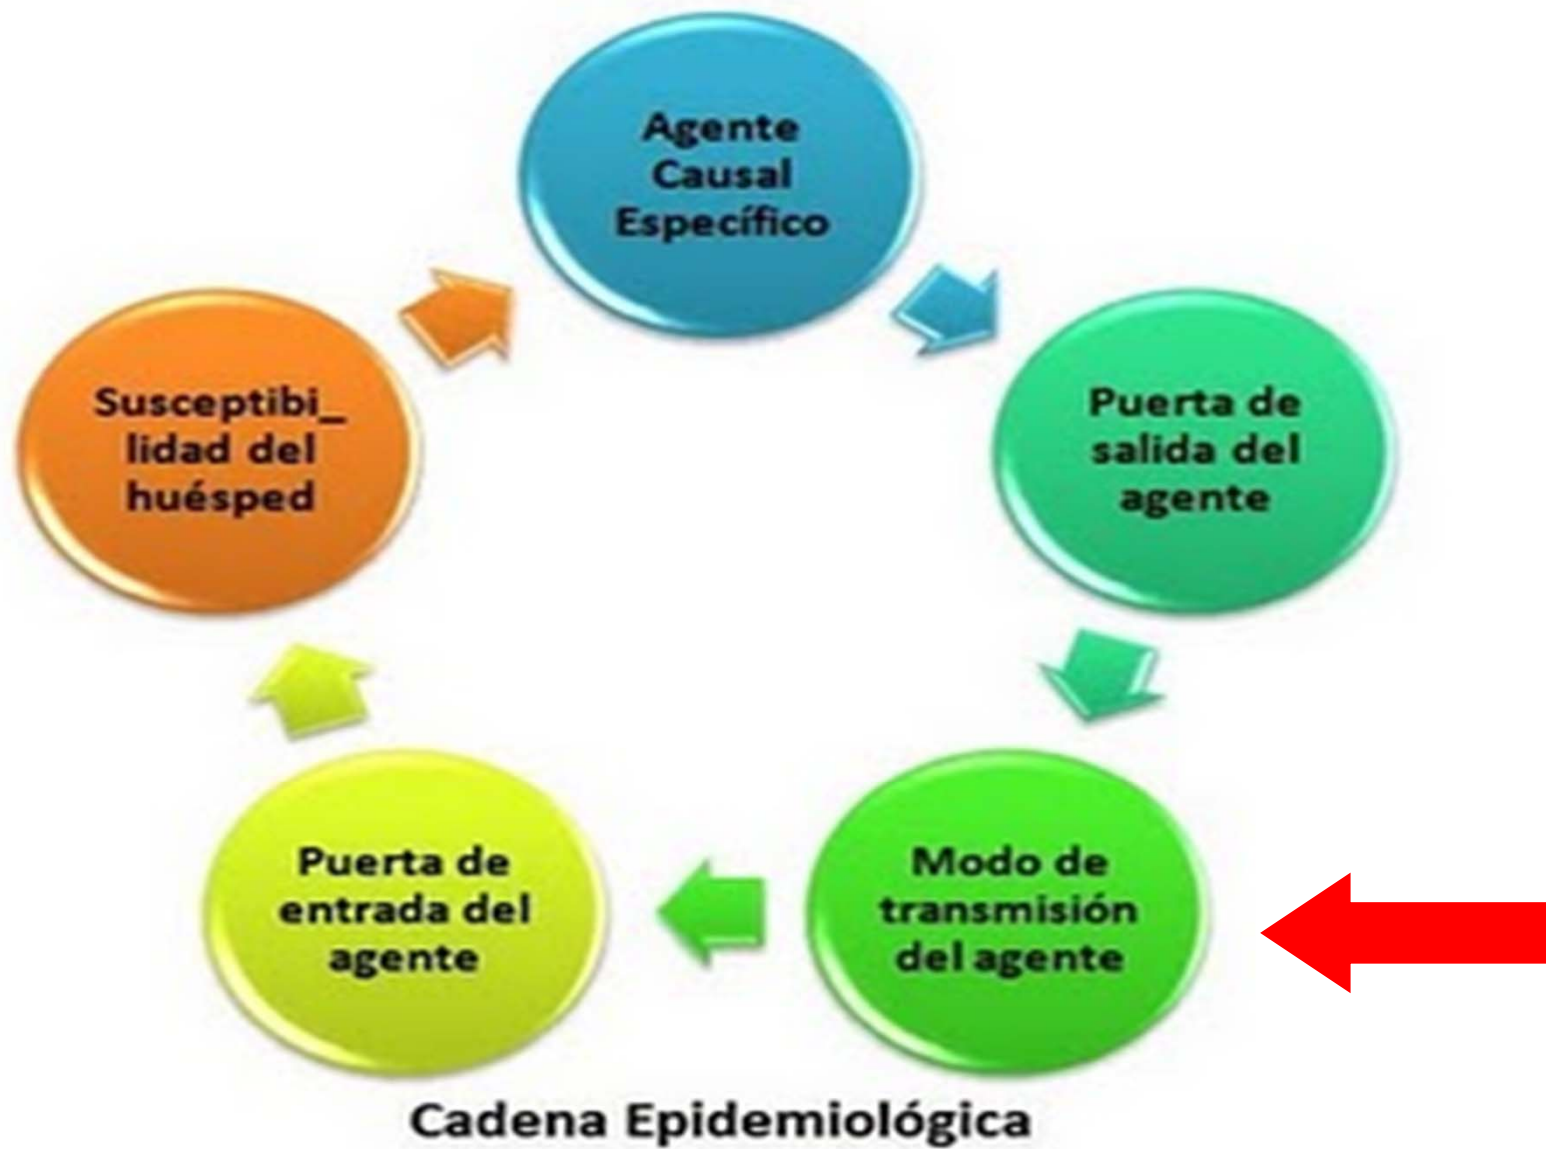 Agente
Causal
Específico
Puerta de
salida del
agente
Modo de
transmisión
del agente
Puerta de
entrada del
agente
Susceptibi_
lidad del
huésped
Cadena Epidemiológica